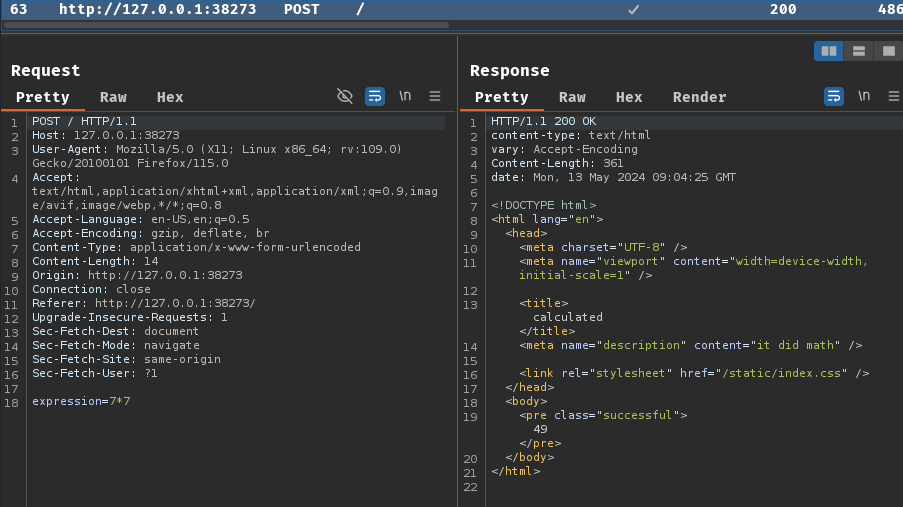 63 http://127.0.0.1:38273 POST / 200 486
Request
Pretty Raw Hex \n
1 POST / HTTP/1.1
2 Host: 127.0.0.1:38273
3 User-Agent: Mozilla/5.0 (X11; Linux x86_64; rv:109.0)
Gecko/20100101 Firefox/115.0
4 Accept:
text/html,application/xhtml+xml,application/xml;q=0.9,imag
e/avif,image/webp,*/*;q=0.8
5 Accept-Language: en-US,en;q=0.5
6 Accept-Encoding: gzip, deflate, br
7 Content-Type: application/x-www-form-urlencoded
8 Content-Length: 14
9 Origin: http://127.0.0.1:38273
10 Connection: close
11 Referer: http://127.0.0.1:38273/
12 Upgrade-Insecure-Requests: 1
13 Sec-Fetch-Dest: document
14 Sec-Fetch-Mode: navigate
15 Sec-Fetch-Site: same-origin
16 Sec-Fetch-User: ?1
17
18 expression=7*7
Response
Pretty Raw Hex Render \n
1 HTTP/1.1 200 OK
2 content-type: text/html
3 vary: Accept-Encoding
4 Content-Length: 361
5 date: Mon, 13 May 2024 09:04:25 GMT
6
7 <!DOCTYPE html>
8 <html lang="en">
9 <head>
10 <meta charset="UTF-8" />
11 <meta name="viewport" content="width=device-width,
initial-scale=1" />
12
13 <title>
calculated
</title>
14 <meta name="description" content="it did math" />
15
16 <link rel="stylesheet" href="/static/index.css" />
17 </head>
18 <body>
19 <pre class="successful">
49
</pre>
20 </body>
21 </html>
22